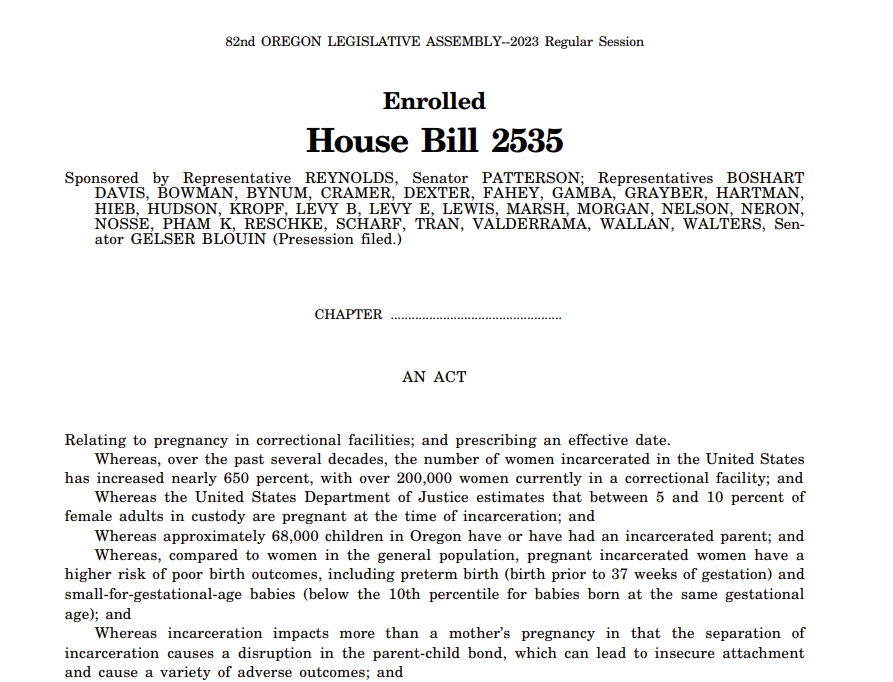 82nd OREGON LEGISLATIVE ASSEMBLY--2023 Regular Session
Enrolled
House Bill 2535
Sponsored by Representative REYNOLDS, Senator PATTERSON; Representatives BOSHART
DAVIS, BOWMAN, BYNUM, CRAMER, DEXTER, FAHEY, GAMBA, GRAYBER, HARTMAN,
HIEB, HUDSON, KROPF, LEVY B, LEVY E, LEWIS, MARSH, MORGAN, NELSON, NERON,
NOSSE, PHAM K, RESCHKE, SCHARF, TRAN, VALDERRAMA, WALLAN, WALTERS, Sen-
ator GELSER BLOUIN (Presession filed.)
CHAPTER .................................................
AN ACT
Relating to pregnancy in correctional facilities; and prescribing an effective date.
Whereas, over the past several decades, the number of women incarcerated in the United States
has increased nearly 650 percent, with over 200,000 women currently in a correctional facility; and
Whereas the United States Department of Justice estimates that between 5 and 10 percent of
female adults in custody are pregnant at the time of incarceration; and
Whereas approximately 68,000 children in Oregon have or have had an incarcerated parent; and
Whereas, compared to women in the general population, pregnant incarcerated women have a
higher risk of poor birth outcomes, including preterm birth (birth prior to 37 weeks of gestation) and
small-for-gestational-age babies (below the 10th percentile for babies born at the same gestational
age); and
Whereas incarceration impacts more than a mother's pregnancy in that the separation of
incarceration causes a disruption in the parent-child bond, which can lead to insecure attachment
and cause a variety of adverse outcomes; and